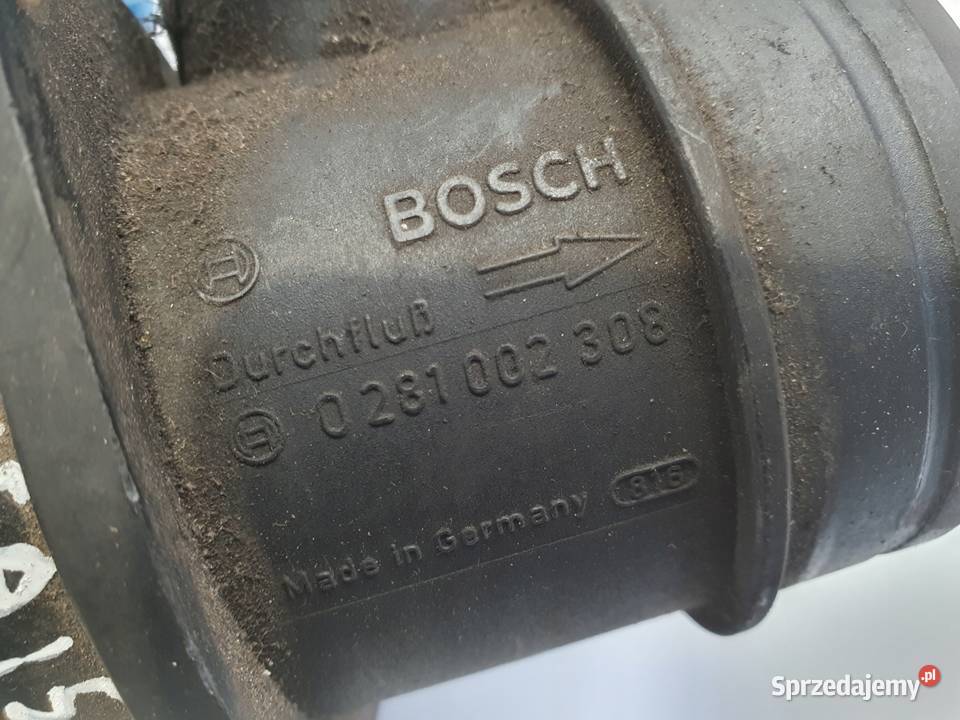 BOSCH
Durchfluß
0 281 002 308
Made in Germany 816
Sprzedajemy.pl